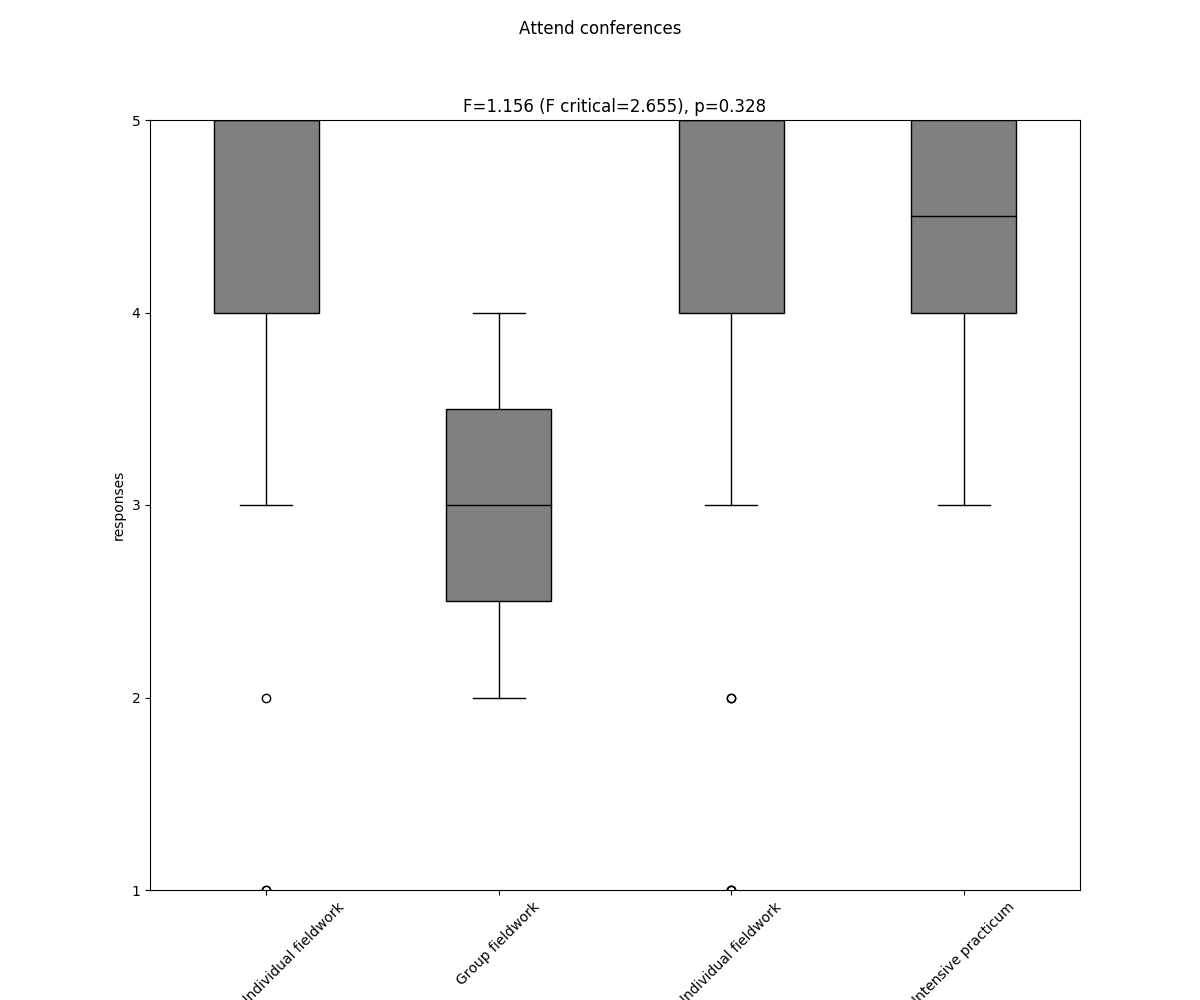 Attend conferences
F=1.156 (F critical=2.655), p=0.328
5
4
3
2
1
responses
Individual fieldwork
Group fieldwork
Individual fieldwork
Intensive practicum